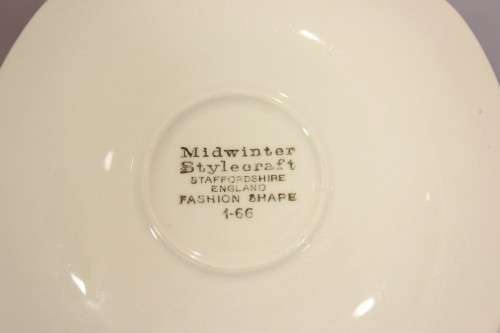 Midwinter
Stylecraft
STAFFORDSHIRE
ENGLAND
FASHION SHAPE
1-66